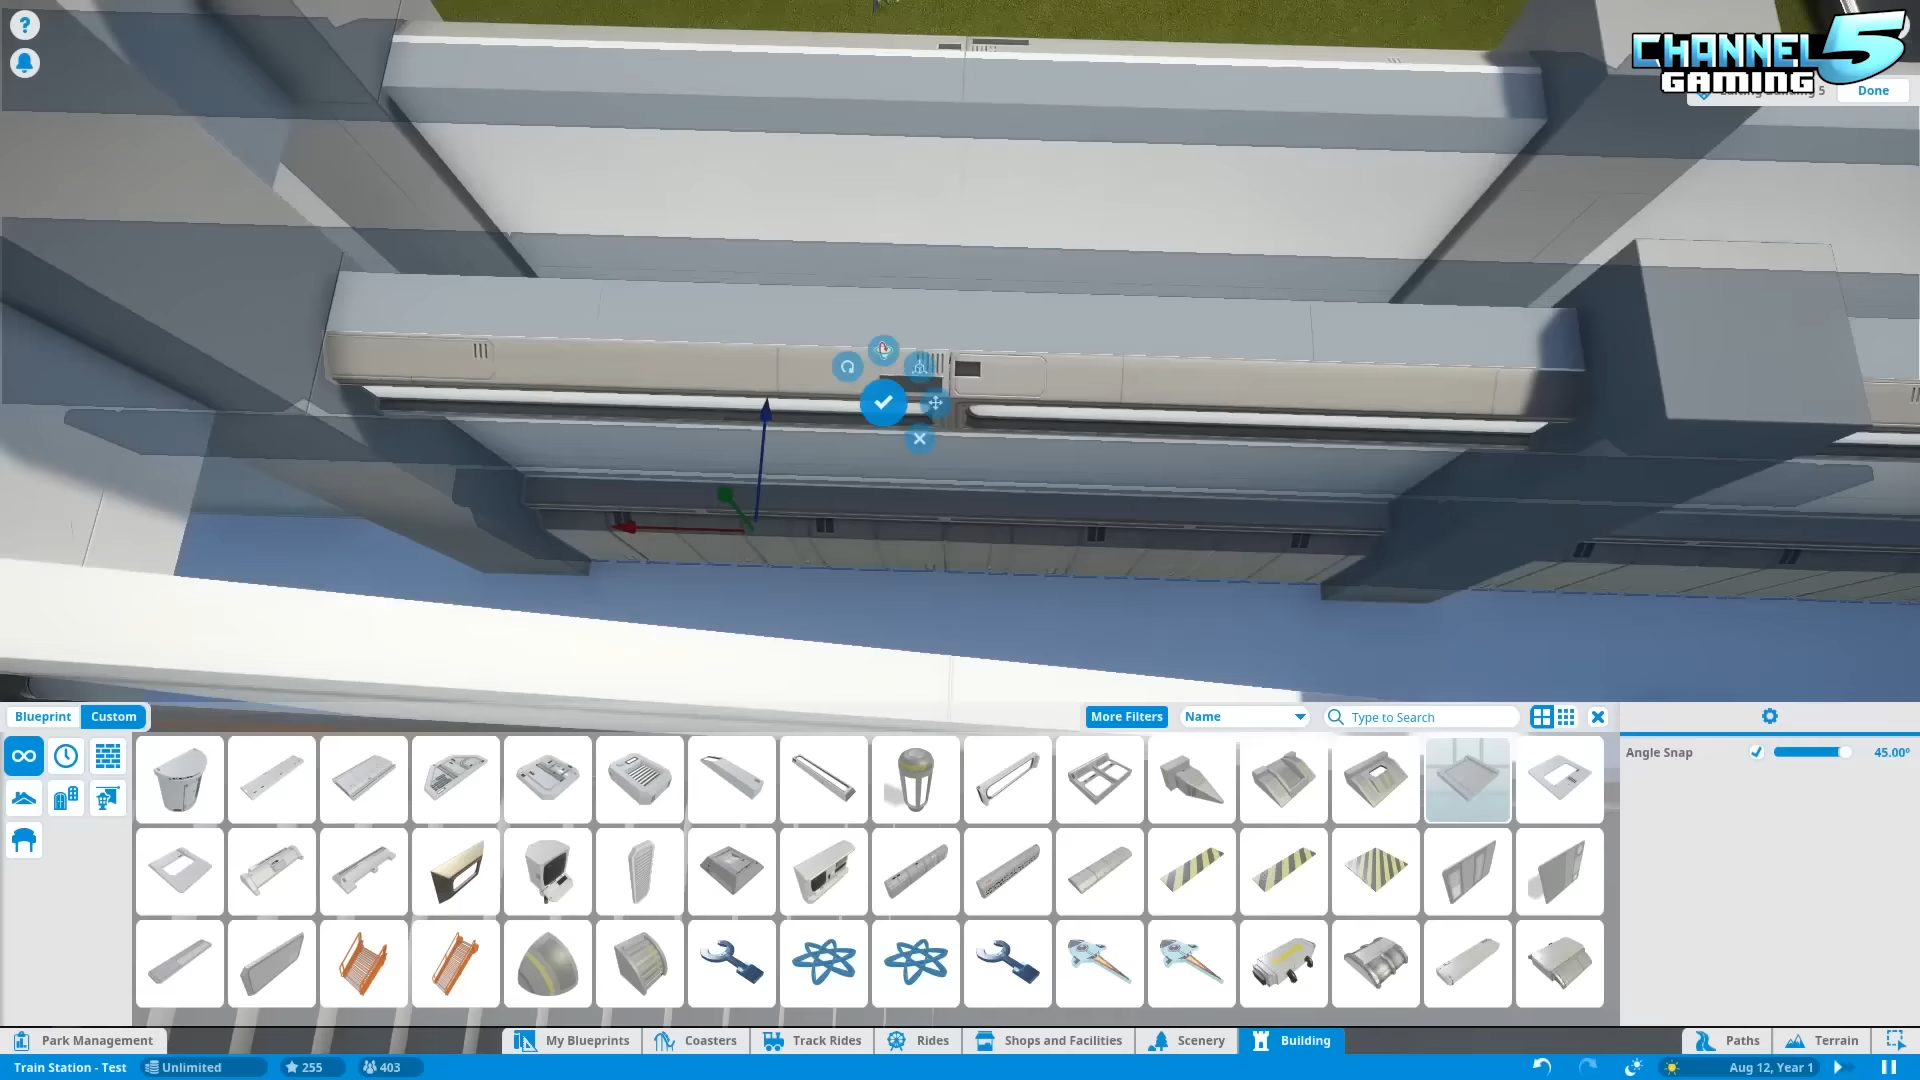 ?
CHANNEL 5
GAMING
5
Done
Blueprint
Custom
More Filters
Name
Type to Search
Angle Snap
45.00°
Park Management
My Blueprints
Coasters
Track Rides
Rides
Shops and Facilities
Scenery
Building
Paths
Terrain
Train Station - Test
Unlimited
255
403
Aug 12, Year 1